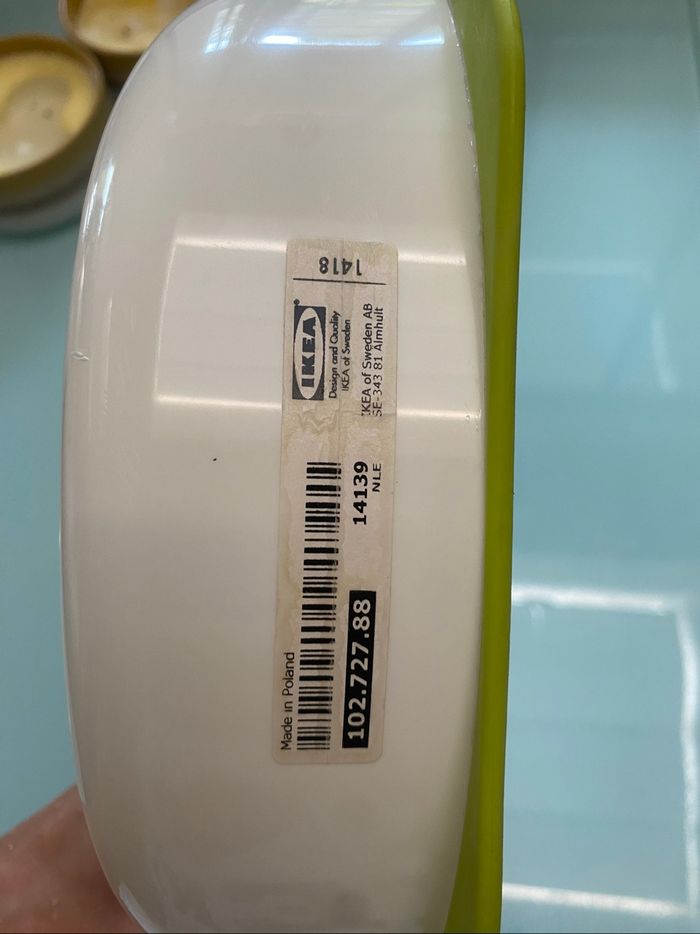 Made in Poland
102.727.88
14139
NLE
IKEA®
Design and Quality
IKEA of Sweden
IKEA of Sweden AB
SE-343 81 Älmhult
1418